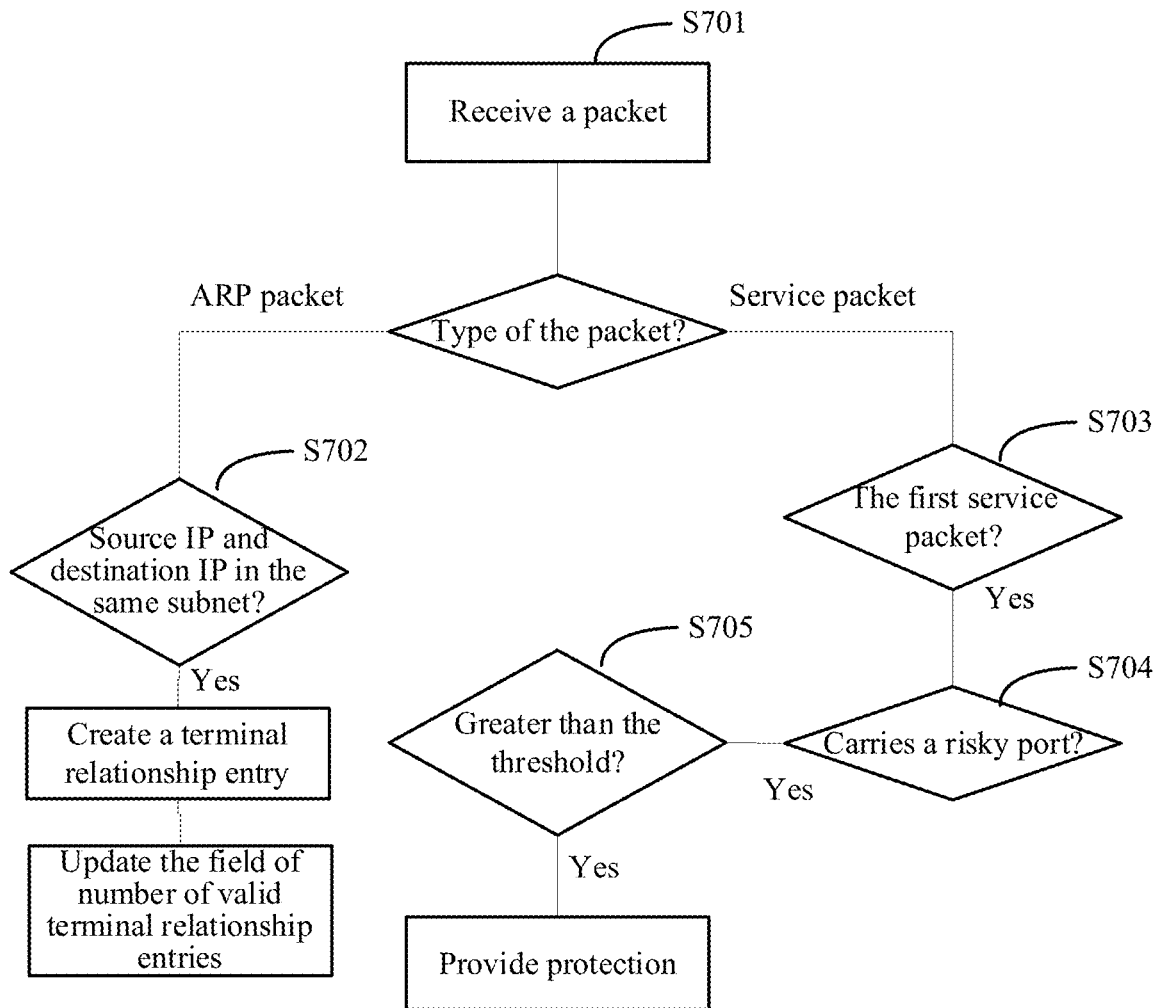 S701
Receive a packet
ARP packet
Service packet
Type of the packet?
S702
S703
Source IP and
destination IP in the
same subnet?
The first service
packet?
Yes
Yes
S705
S704
Create a terminal
relationship entry
Greater than the
threshold?
Carries a risky port?
Yes
Update the field of
number of valid
terminal relationship
entries
Yes
Provide protection